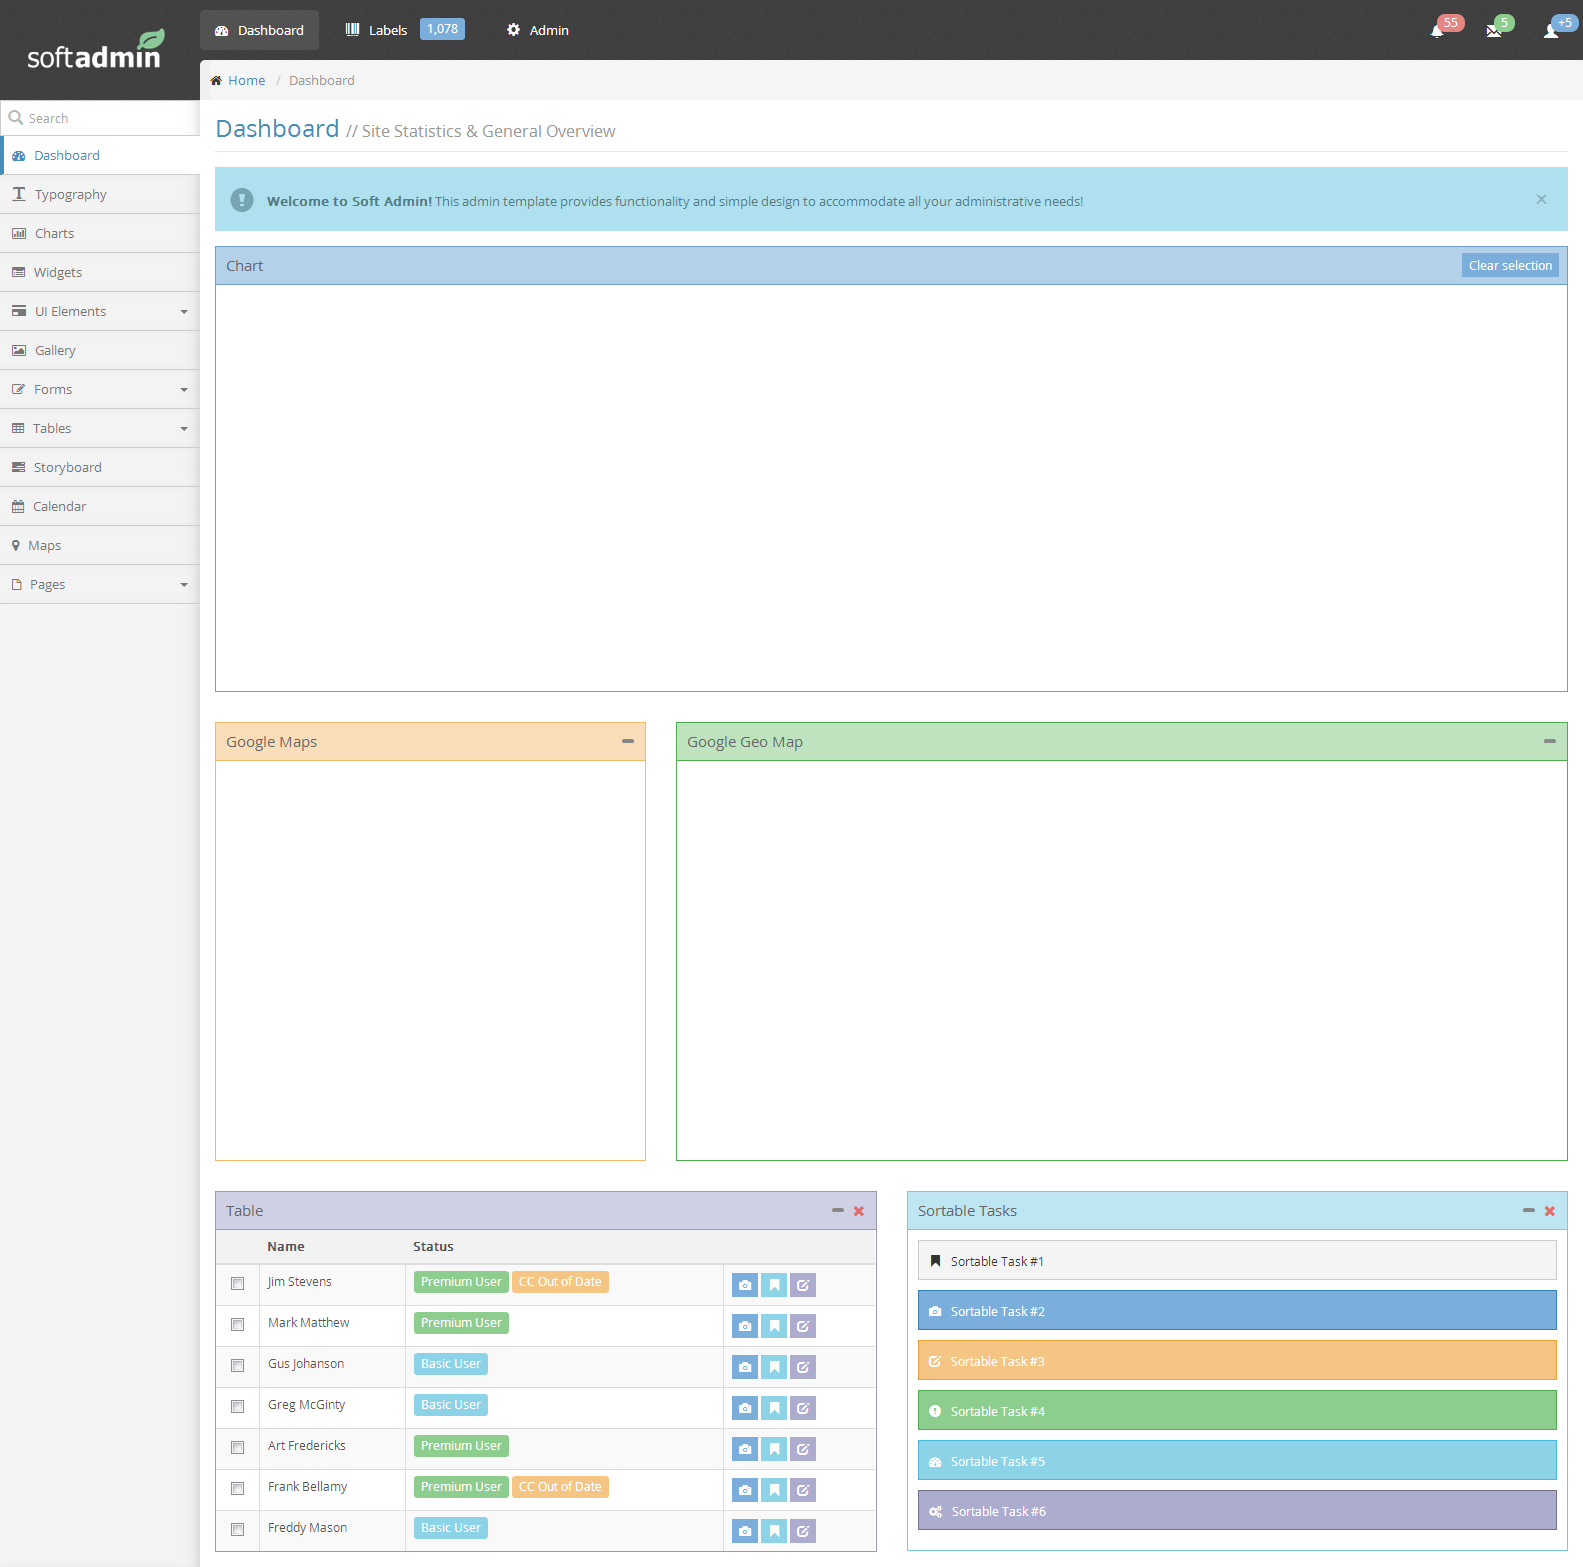 softadmin
Dashboard
Labels 1,078
Admin
55
5
+5
Home / Dashboard
Search
Dashboard
Typography
Charts
Widgets
UI Elements
Gallery
Forms
Tables
Storyboard
Calendar
Maps
Pages
Dashboard // Site Statistics & General Overview
Welcome to Soft Admin! This admin template provides functionality and simple design to accommodate all your administrative needs!
×
Chart
Clear selection
Google Maps
Google Geo Map
Table
Name Status
Jim Stevens Premium User CC Out of Date
Mark Matthew Premium User
Gus Johanson Basic User
Greg McGinty Basic User
Art Fredericks Premium User
Frank Bellamy Premium User CC Out of Date
Freddy Mason Basic User
Sortable Tasks
Sortable Task #1
Sortable Task #2
Sortable Task #3
Sortable Task #4
Sortable Task #5
Sortable Task #6